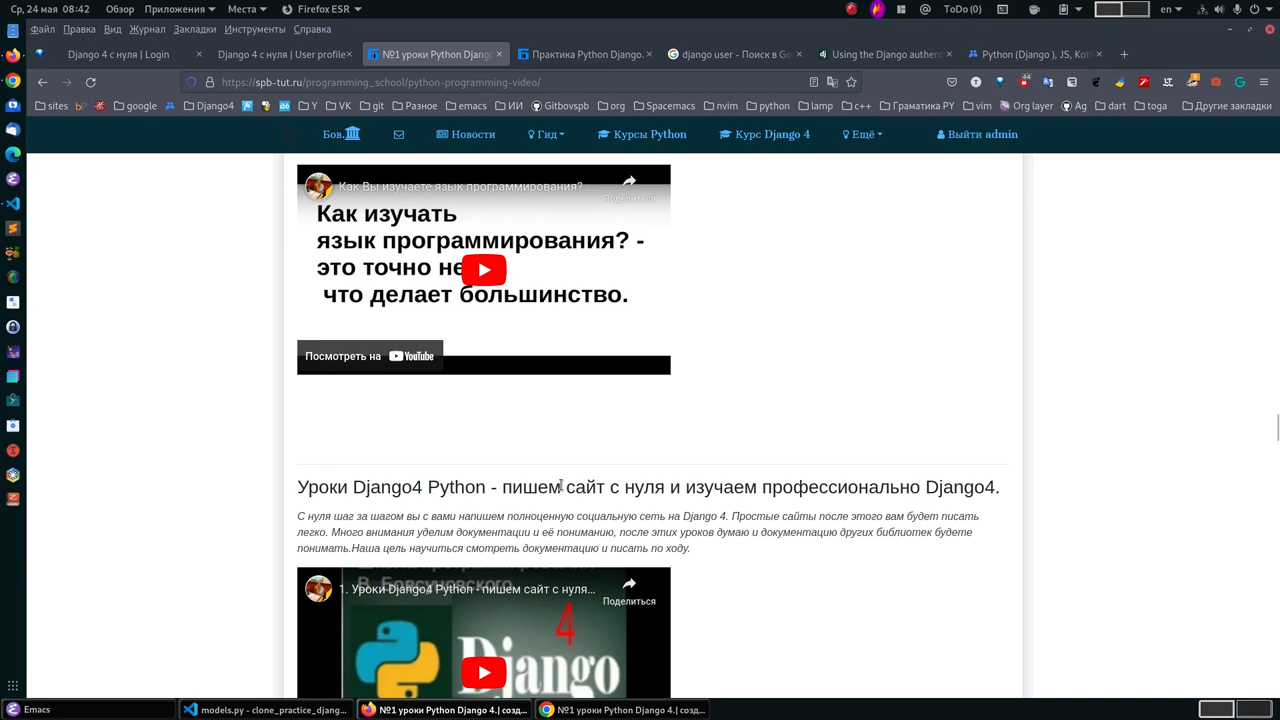 Ср, 24 мая 08:42 Обзор Приложения Места Firefox ESR @ ToDo (0) en
Файл Правка Вид Журнал Закладки Инструменты Справка
Django 4 с нуля | Login Django 4 с нуля | User profile №1 уроки Python Djang Практика Python Django. django user - Поиск в Go Using the Django authent Python (Django ), JS, Kotl
https://spb-tut.ru/programming_school/python-programming-video/
sites google Django4 Y VK git Разное emacs ИИ Gitbovspb org Spacemacs nvim python lamp c++ Граматика РУ vim Org layer Ag dart toga Другие закладки
Бов. Новости Гид Курсы Python Курс Django 4 Ещё Выйти admin
Как Вы изучаете язык программирования? ...
Поделиться
Как изучать
язык программирования? -
это точно не
что делает большинство.
Посмотреть на YouTube
Уроки Django4 Python - пишем сайт с нуля и изучаем профессионально Django4.
С нуля шаг за шагом вы с вами напишем полноценную социальную сеть на Django 4. Простые сайты после этого вам будет писать
легко. Много внимания уделим документации и её пониманию, после этих уроков думаю и документацию других библиотек будете
понимать.Наша цель научиться смотреть документацию и писать по ходу.
В. Бовсуновского
1. Уроки Django4 Python - пишем сайт с нуля...
Поделиться
4
Django
Emacs models.py - clone_practice_djang... №1 уроки Python Django 4.| созд... №1 уроки Python Django 4.| созд...